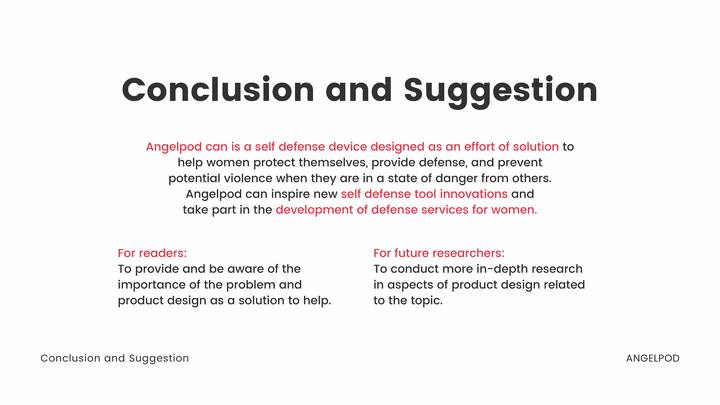 Conclusion and Suggestion
Angelpod can is a self defense device designed as an effort of solution to
help women protect themselves, provide defense, and prevent
potential violence when they are in a state of danger from others.
Angelpod can inspire new self defense tool innovations and
take part in the development of defense services for women.
For readers:
To provide and be aware of the
importance of the problem and
product design as a solution to help.
For future researchers:
To conduct more in-depth research
in aspects of product design related
to the topic.
Conclusion and Suggestion
ANGELPOD